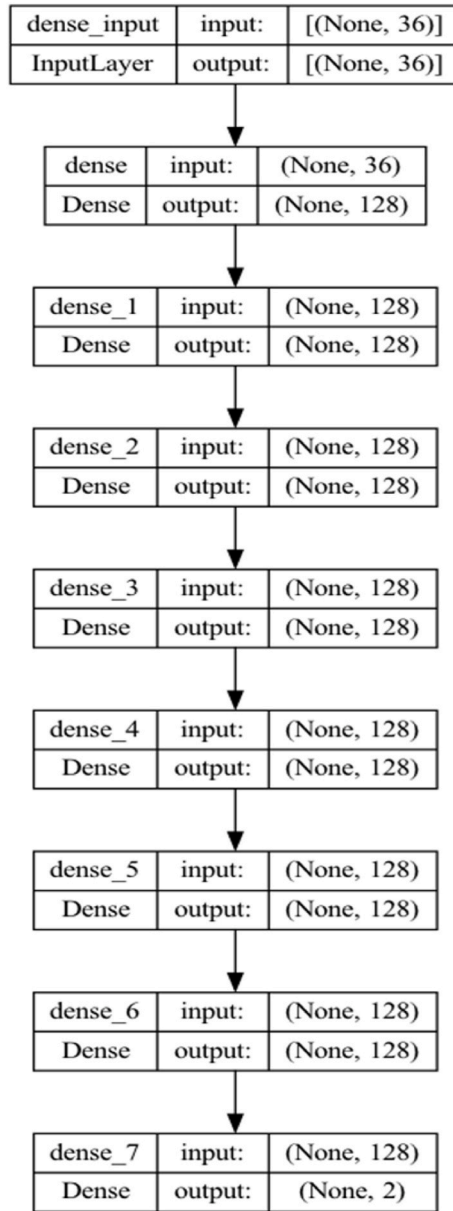 dense_input input: [(None, 36)]
InputLayer output: [(None, 36)]
dense input: (None, 36)
Dense output: (None, 128)
dense_1 input: (None, 128)
Dense output: (None, 128)
dense_2 input: (None, 128)
Dense output: (None, 128)
dense_3 input: (None, 128)
Dense output: (None, 128)
dense_4 input: (None, 128)
Dense output: (None, 128)
dense_5 input: (None, 128)
Dense output: (None, 128)
dense_6 input: (None, 128)
Dense output: (None, 128)
dense_7 input: (None, 128)
Dense output: (None, 2)